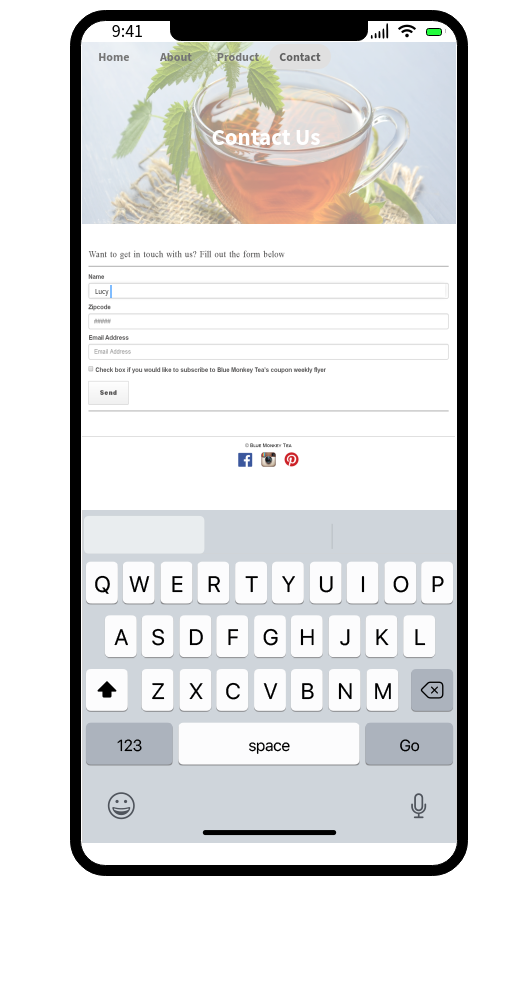 9:41
Home About Product Contact
Contact Us
Want to get in touch with us? Fill out the form below
Name
Lucy
Zipcode
#####
Email Address
Email Address
Check box if you would like to subscribe to Blue Monkey Tea's coupon weekly flyer
Send
© Blue Monkey Tea
Q W E R T Y U I O P
A S D F G H J K L
Z X C V B N M
123 space Go